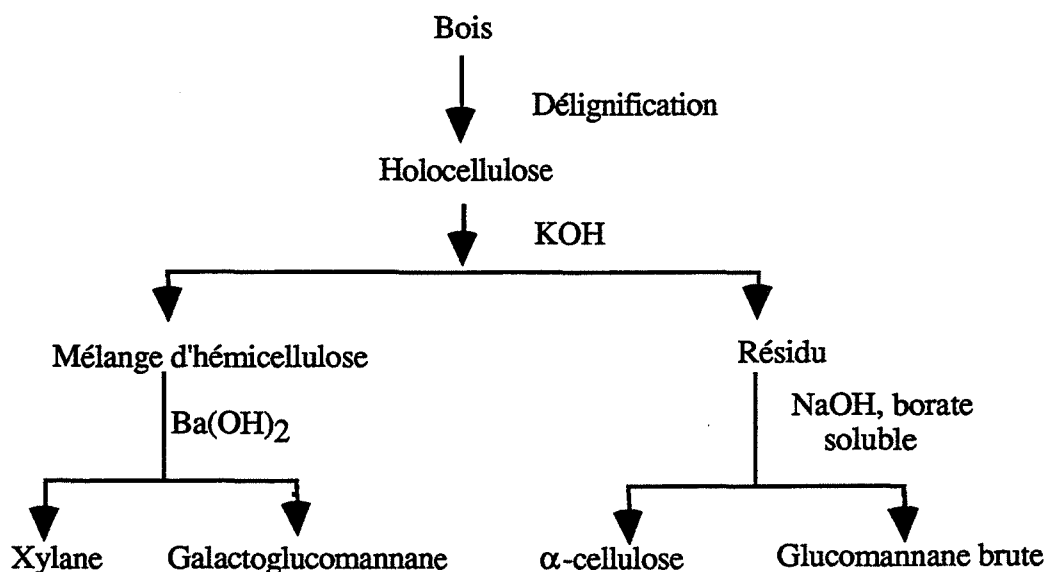 Bois
Délignification
Holocellulose
KOH
Mélange d'hémicellulose
Résidu
Ba(OH)2
NaOH, borate
soluble
Xylane
Galactoglucomannane
α-cellulose
Glucomannane brute